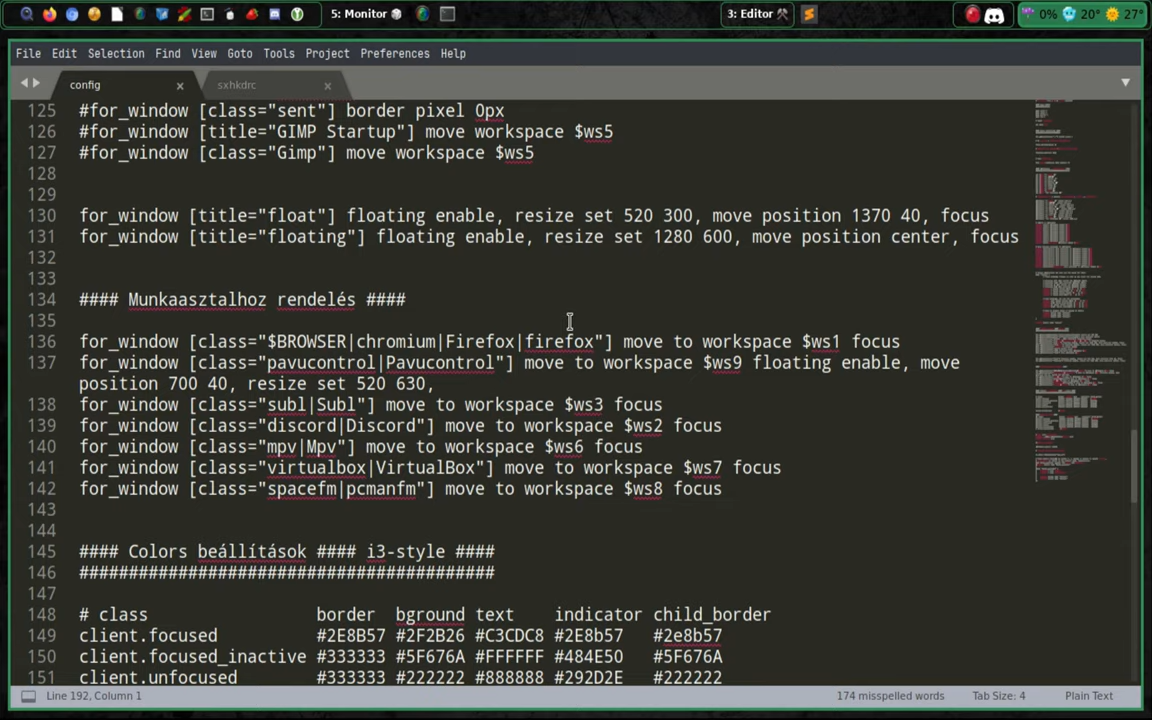 5: Monitor
3: Editor
0% 20° 27°
File Edit Selection Find View Goto Tools Project Preferences Help
config × sxhkdrc ×
125 #for_window [class="sent"] border pixel 0px
126 #for_window [title="GIMP Startup"] move workspace $ws5
127 #for_window [class="Gimp"] move workspace $ws5
128
129
130 for_window [title="float"] floating enable, resize set 520 300, move position 1370 40, focus
131 for_window [title="floating"] floating enable, resize set 1280 600, move position center, focus
132
133
134 #### Munkaasztalhoz rendelés ####
135
136 for_window [class="$BROWSER|chromium|Firefox|firefox"] move to workspace $ws1 focus
137 for_window [class="pavucontrol|Pavucontrol"] move to workspace $ws9 floating enable, move
position 700 40, resize set 520 630,
138 for_window [class="subl|Subl"] move to workspace $ws3 focus
139 for_window [class="discord|Discord"] move to workspace $ws2 focus
140 for_window [class="mpv|Mpv"] move to workspace $ws6 focus
141 for_window [class="virtualbox|VirtualBox"] move to workspace $ws7 focus
142 for_window [class="spacefm|pcmanfm"] move to workspace $ws8 focus
143
144
145 #### Colors beállítások #### i3-style ####
146 ##########################################
147
148 # class border bground text indicator child_border
149 client.focused #2E8B57 #2F2B26 #C3CDC8 #2E8b57 #2e8b57
150 client.focused_inactive #333333 #5F676A #FFFFFF #484E50 #5F676A
151 client.unfocused #333333 #222222 #888888 #292D2E #222222
Line 192, Column 1 174 misspelled words Tab Size: 4 Plain Text